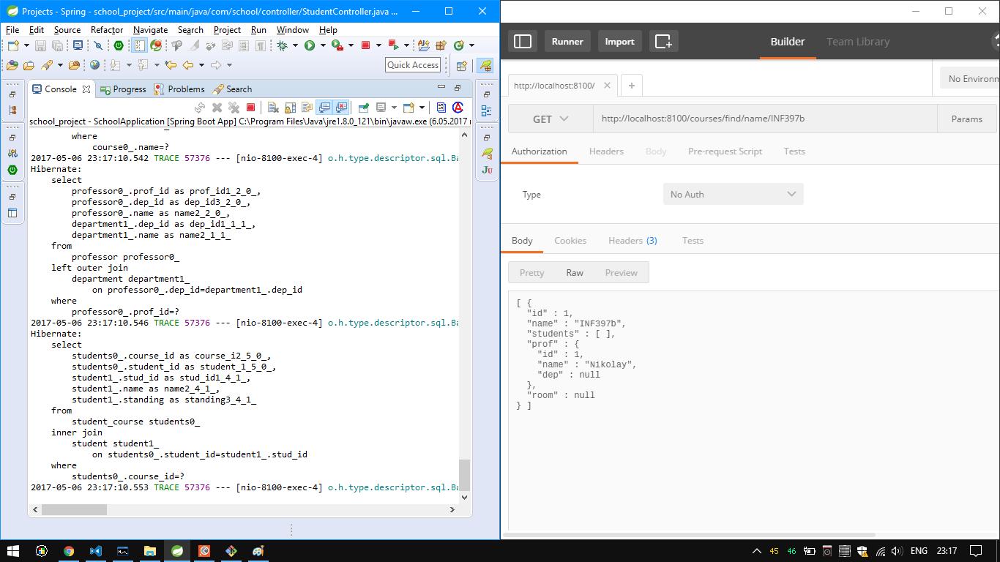 Projects - Spring - school_project/src/main/java/com/school/controller/StudentController.java ...
File Edit Source Refactor Navigate Search Project Run Window Help
Quick Access
Console Progress Problems Search
school_project - SchoolApplication [Spring Boot App] C:\Program Files\Java\jre1.8.0_121\bin\javaw.exe (6.05.2017
where
course0_.name=?
2017-05-06 23:17:10.542 TRACE 57376 --- [nio-8100-exec-4] o.h.type.descriptor.sql.Ba
Hibernate:
select
professor0_.prof_id as prof_id1_2_0_,
professor0_.dep_id as dep_id3_2_0_,
professor0_.name as name2_2_0_,
department1_.dep_id as dep_id1_1_1_,
department1_.name as name2_1_1_
from
professor professor0_
left outer join
department department1_
on professor0_.dep_id=department1_.dep_id
where
professor0_.prof_id=?
2017-05-06 23:17:10.546 TRACE 57376 --- [nio-8100-exec-4] o.h.type.descriptor.sql.Ba
Hibernate:
select
students0_.course_id as course_i2_5_0_,
students0_.student_id as student_1_5_0_,
student1_.stud_id as stud_id1_4_1_,
student1_.name as name2_4_1_,
student1_.standing as standing3_4_1_
from
student_course students0_
inner join
student student1_
on students0_.student_id=student1_.stud_id
where
students0_.course_id=?
2017-05-06 23:17:10.553 TRACE 57376 --- [nio-8100-exec-4] o.h.type.descriptor.sql.Ba
JU
Runner Import Builder Team Library
http://localhost:8100/
No Environm
GET http://localhost:8100/courses/find/name/INF397b Params
Authorization Headers Body Pre-request Script Tests
Type No Auth
Body Cookies Headers (3) Tests
Pretty Raw Preview
[ {
"id" : 1,
"name" : "INF397b",
"students" : [ ],
"prof" : {
"id" : 1,
"name" : "Nikolay",
"dep" : null
},
"room" : null
} ]
45 46 ENG 23:17